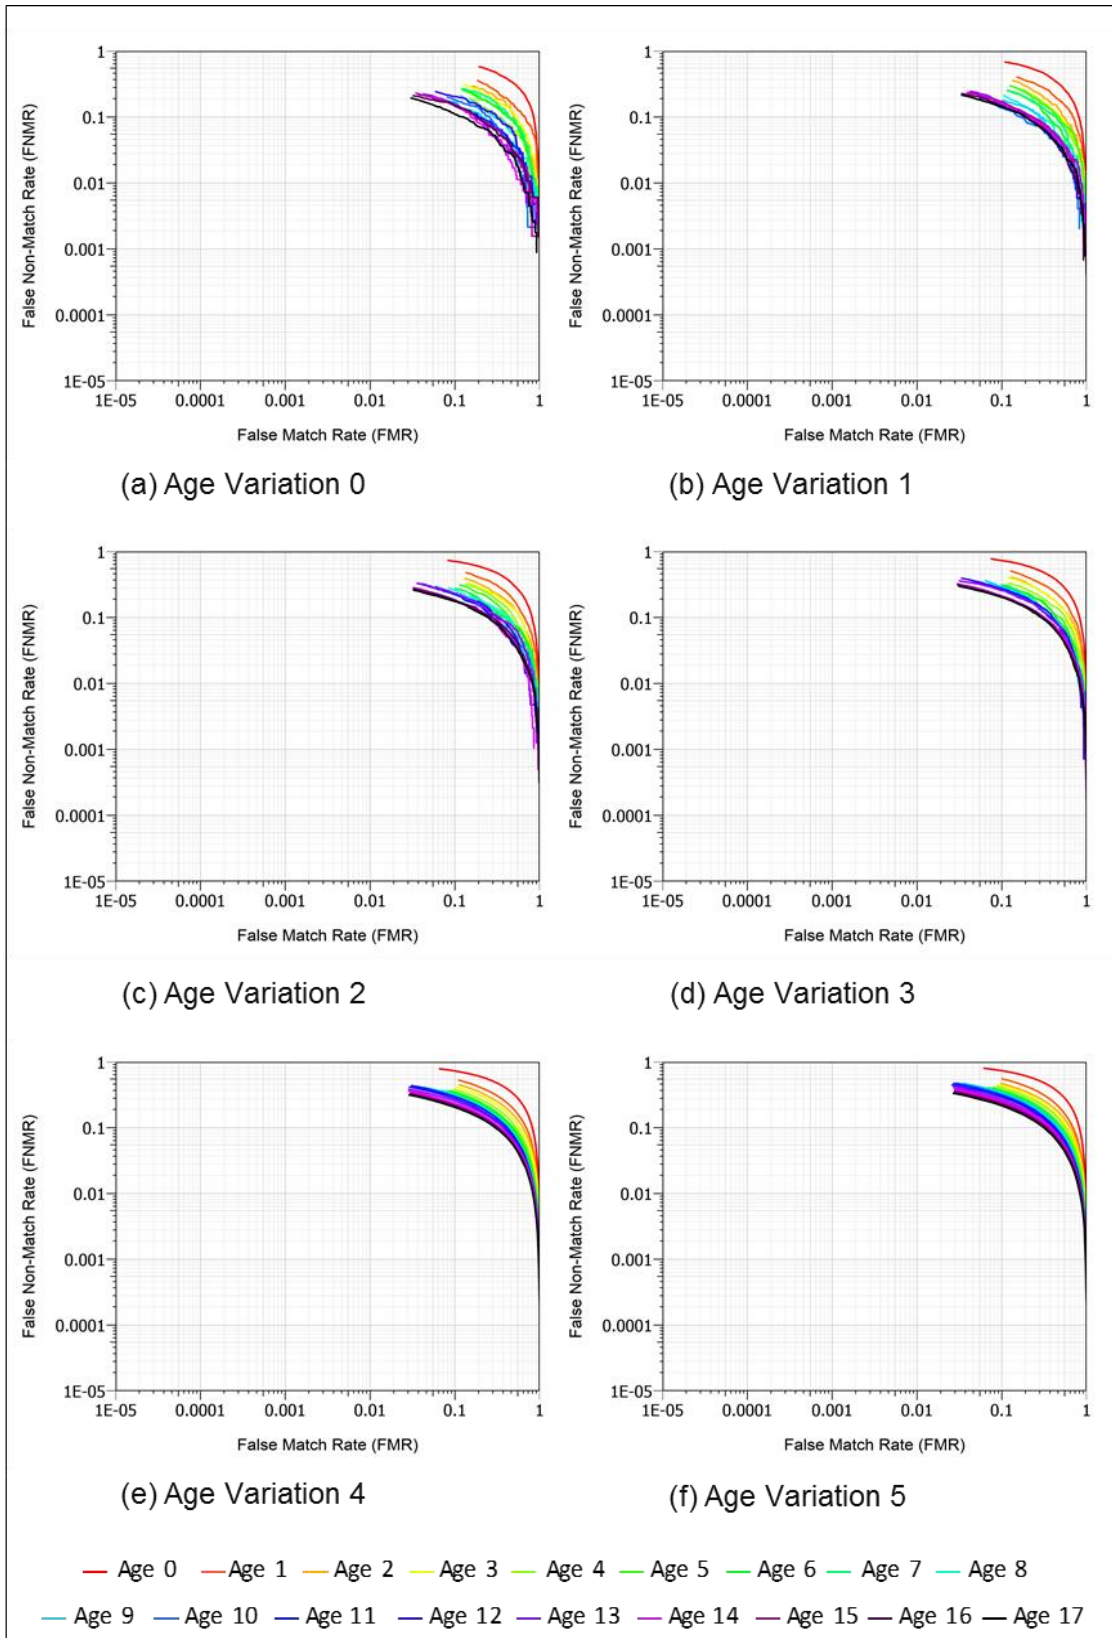 1
1
0.1
0.1
0.01
0.01
0.001
0.001
0.0001
0.0001
1E-05
1E-05
False Non-Match Rate (FNMR)
False Non-Match Rate (FNMR)
1E-05 0.0001 0.001 0.01 0.1 1
1E-05 0.0001 0.001 0.01 0.1 1
False Match Rate (FMR)
False Match Rate (FMR)
(a) Age Variation 0
(b) Age Variation 1
1
1
0.1
0.1
0.01
0.01
0.001
0.001
0.0001
0.0001
1E-05
1E-05
False Non-Match Rate (FNMR)
False Non-Match Rate (FNMR)
1E-05 0.0001 0.001 0.01 0.1 1
1E-05 0.0001 0.001 0.01 0.1 1
False Match Rate (FMR)
False Match Rate (FMR)
(c) Age Variation 2
(d) Age Variation 3
1
1
0.1
0.1
0.01
0.01
0.001
0.001
0.0001
0.0001
1E-05
1E-05
False Non-Match Rate (FNMR)
False Non-Match Rate (FNMR)
1E-05 0.0001 0.001 0.01 0.1 1
1E-05 0.0001 0.001 0.01 0.1 1
False Match Rate (FMR)
False Match Rate (FMR)
(e) Age Variation 4
(f) Age Variation 5
Age 0 Age 1 Age 2 Age 3 Age 4 Age 5 Age 6 Age 7 Age 8
Age 9 Age 10 Age 11 Age 12 Age 13 Age 14 Age 15 Age 16 Age 17